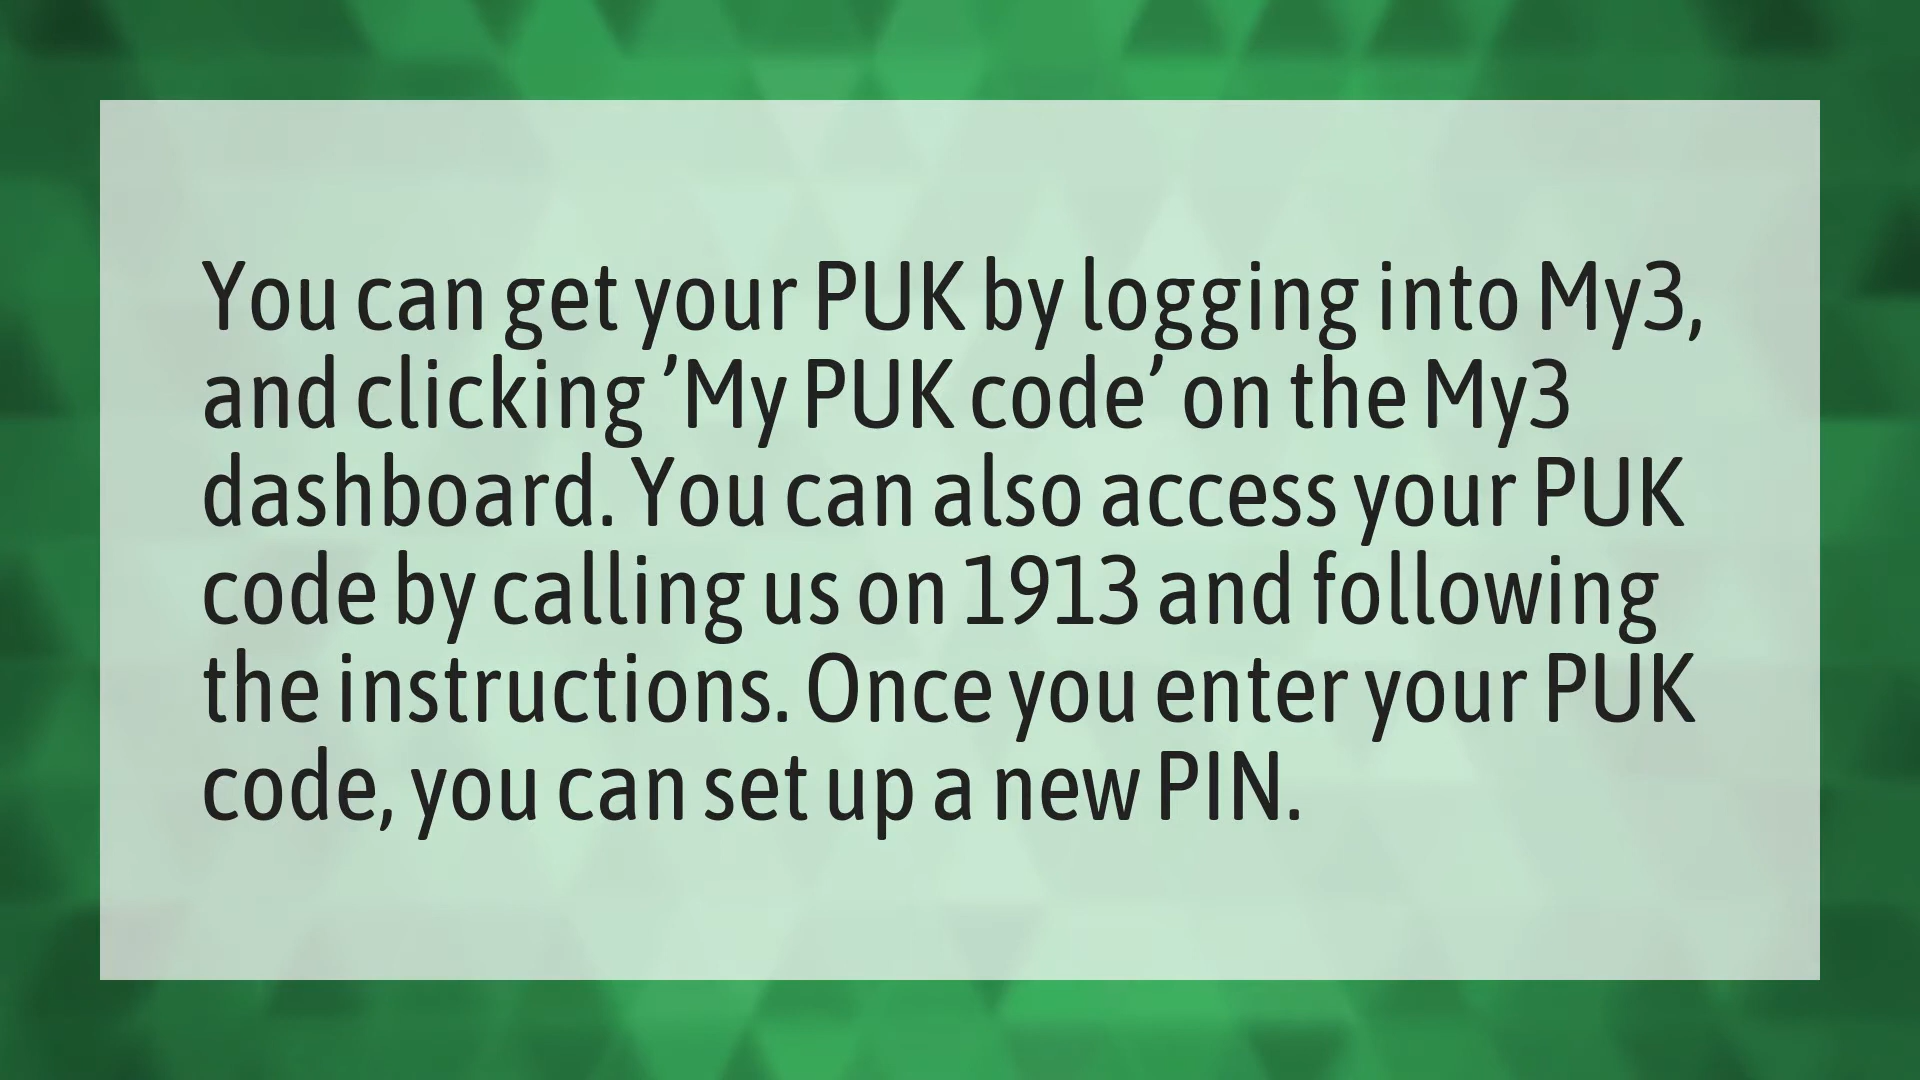 You can get your PUK by logging into My3,
and clicking ’My PUK code’ on the My3
dashboard. You can also access your PUK
code by calling us on 1913 and following
the instructions. Once you enter your PUK
code, you can set up a new PIN.